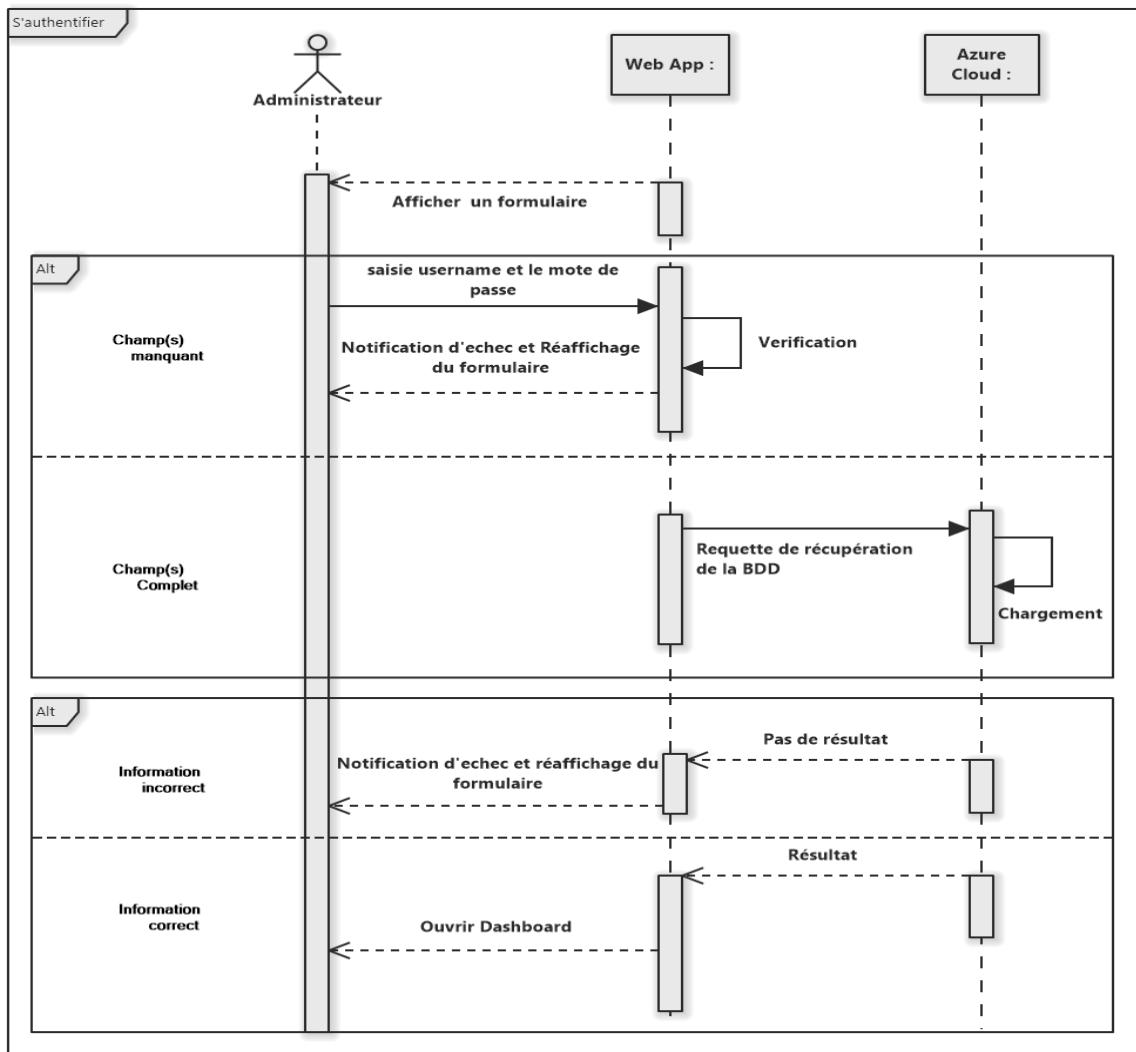 S'authentifier
Administrateur
Web App :
Azure
Cloud :
Afficher un formulaire
Alt
saisie username et le mote de
passe
Champ(s)
manquant
Verification
Notification d'echec et Réaffichage
du formulaire
Champ(s)
Complet
Requette de récupération
de la BDD
Chargement
Alt
Information
incorrect
Pas de résultat
Notification d'echec et réaffichage du
formulaire
Résultat
Information
correct
Ouvrir Dashboard